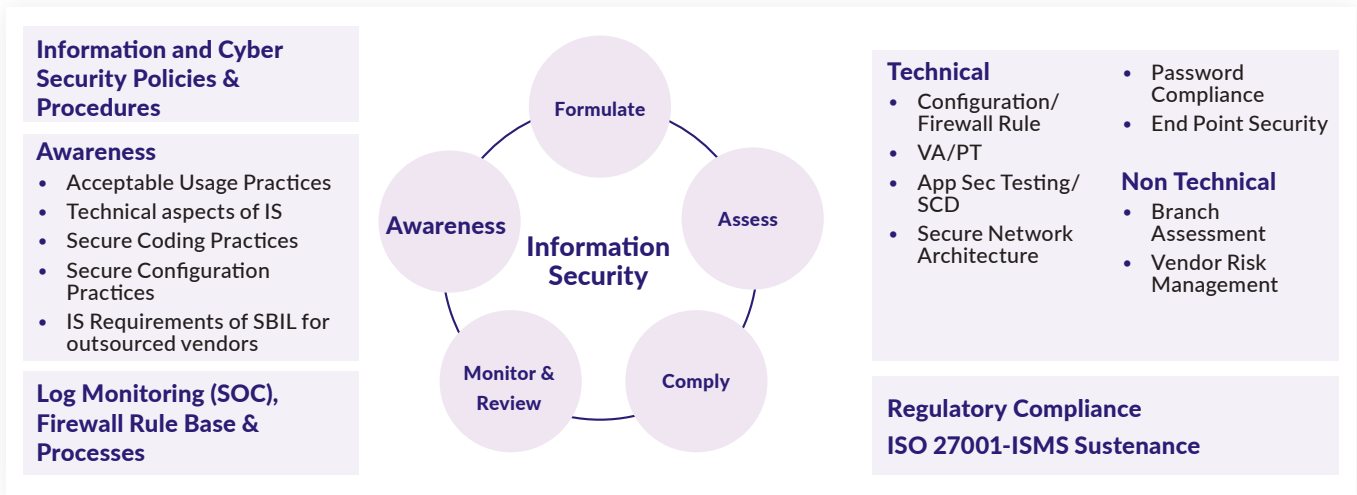 Information and Cyber
Security Policies &
Procedures
Awareness
• Acceptable Usage Practices
• Technical aspects of IS
• Secure Coding Practices
• Secure Configuration
Practices
• IS Requirements of SBIL for
outsourced vendors
Log Monitoring (SOC),
Firewall Rule Base &
Processes
Formulate
Awareness
Assess
Information
Security
Monitor &
Review
Comply
Technical
• Configuration/
Firewall Rule
• VA/PT
• App Sec Testing/
SCD
• Secure Network
Architecture
• Password
Compliance
• End Point Security
Non Technical
• Branch
Assessment
• Vendor Risk
Management
Regulatory Compliance
ISO 27001-ISMS Sustenance